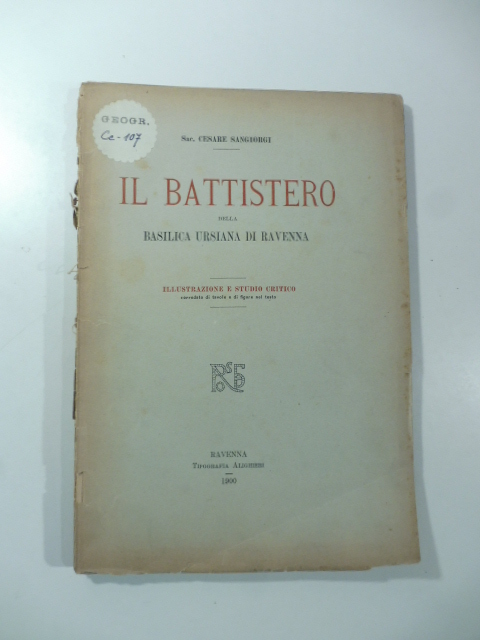 GEOGR.
Ce-107
Sac. CESARE SANGIORGI
IL BATTISTERO
DELLA
BASILICA URSIANA DI RAVENNA
ILLUSTRAZIONE E STUDIO CRITICO
corredato di tavole e di figure nel testo
RAVENNA
TIPOGRAFIA ALIGHIERI
1900